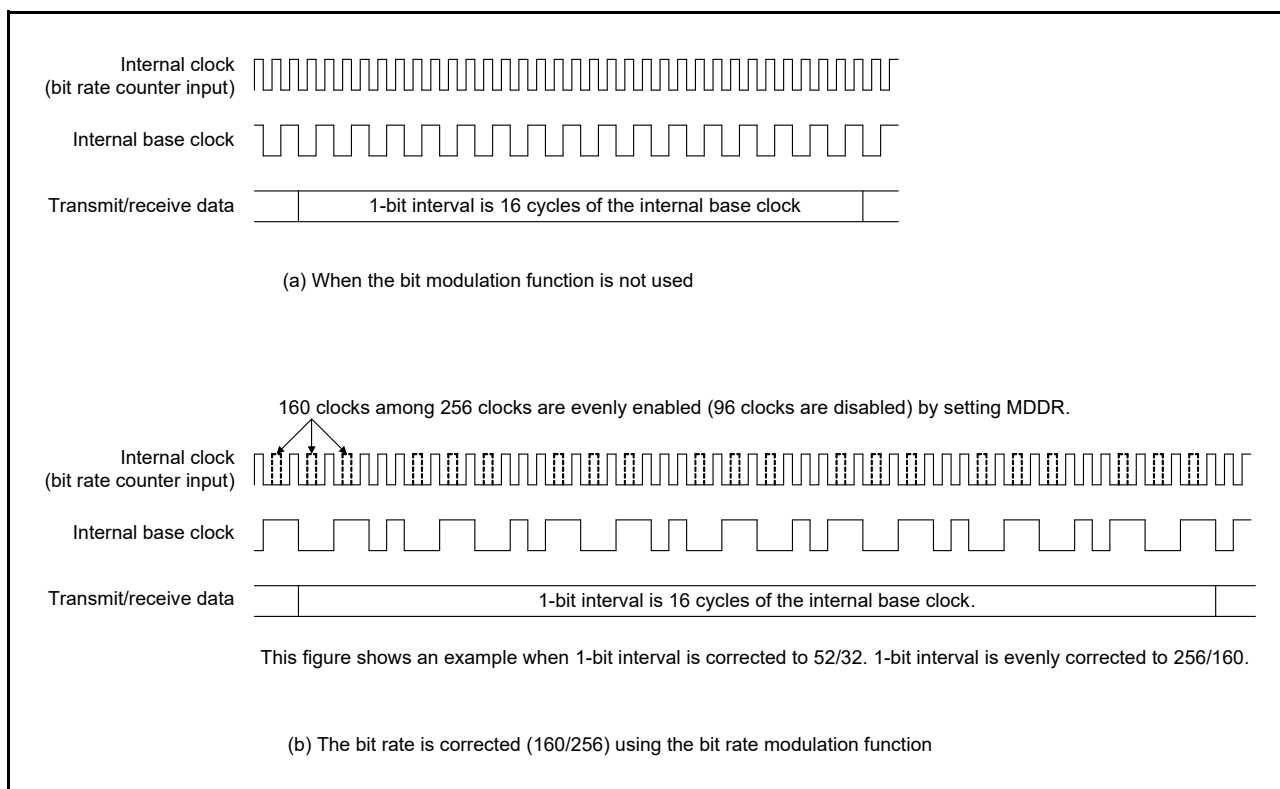 Internal clock
(bit rate counter input)
Internal base clock
Transmit/receive data
1-bit interval is 16 cycles of the internal base clock
(a) When the bit modulation function is not used
160 clocks among 256 clocks are evenly enabled (96 clocks are disabled) by setting MDDR.
Internal clock
(bit rate counter input)
Internal base clock
Transmit/receive data
1-bit interval is 16 cycles of the internal base clock.
This figure shows an example when 1-bit interval is corrected to 52/32. 1-bit interval is evenly corrected to 256/160.
(b) The bit rate is corrected (160/256) using the bit rate modulation function